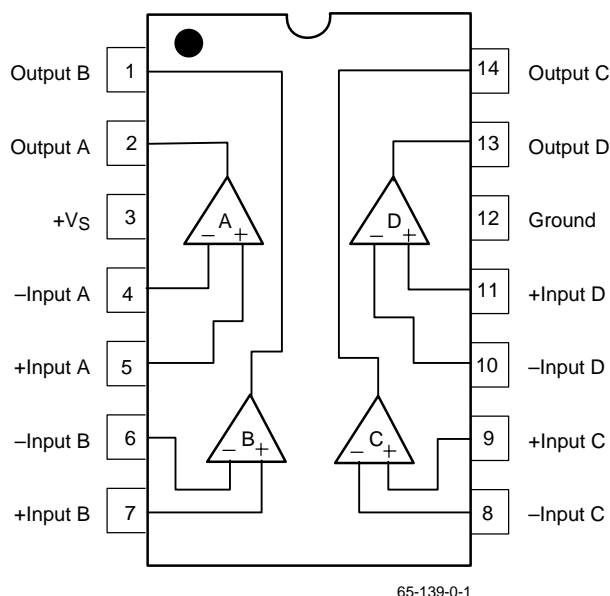 Output B 1 14 Output C
Output A 2 13 Output D
+VS 3 A D 12 Ground
– + – +
–Input A 4 11 +Input D
+Input A 5 10 –Input D
–Input B 6 B C 9 +Input C
– + – +
+Input B 7 8 –Input C
65-139-0-1